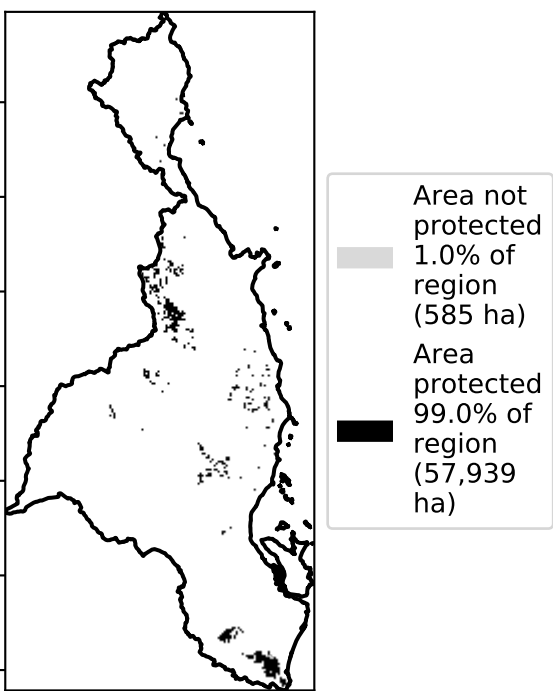 Area not
protected
1.0% of
region
(585 ha)
Area
protected
99.0% of
region
(57,939
ha)